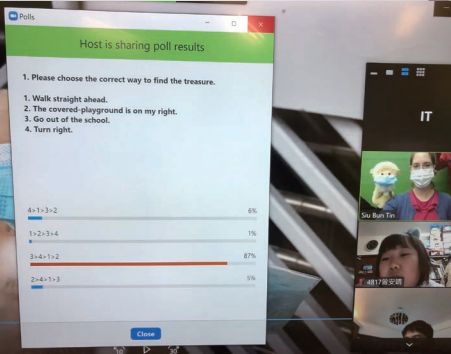 Polls
Host is sharing poll results
1. Please choose the correct way to find the treasure.
1. Walk straight ahead.
2. The covered-playground is on my right.
3. Go out of the school.
4. Turn right.
4>1>3>2 6%
1>2>3>4 1%
3>4>1>2 87%
2>4>1>3 5%
Close
IT
Siu Bun Tin
10 30